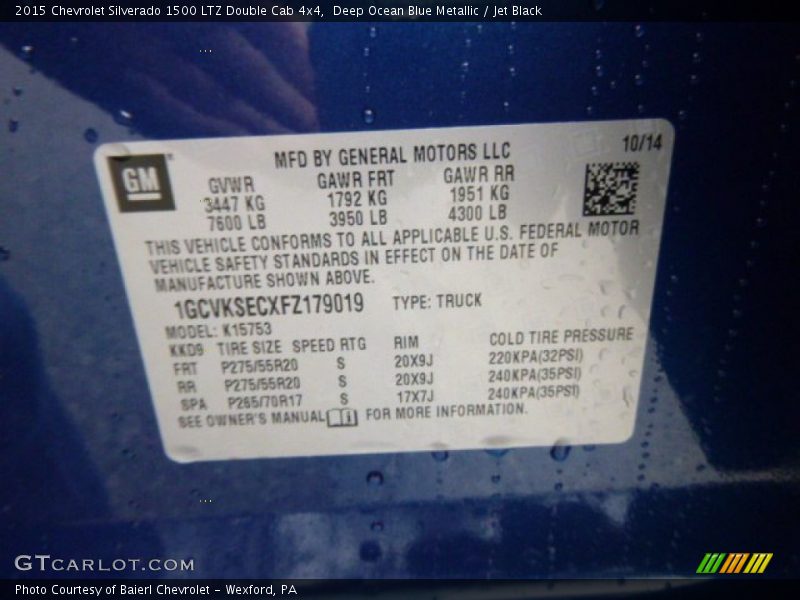 2015 Chevrolet Silverado 1500 LTZ Double Cab 4x4, Deep Ocean Blue Metallic / Jet Black
10/14
MFD BY GENERAL MOTORS LLC
GM
GVWR GAWR FRT GAWR RR
3447 KG 1792 KG 1951 KG
7600 LB 3950 LB 4300 LB
THIS VEHICLE CONFORMS TO ALL APPLICABLE U.S. FEDERAL MOTOR
VEHICLE SAFETY STANDARDS IN EFFECT ON THE DATE OF
MANUFACTURE SHOWN ABOVE.
1GCVKSECXFZ179019 TYPE: TRUCK
MODEL: K15753
KKD9 TIRE SIZE SPEED RTG RIM COLD TIRE PRESSURE
FRT P275/55R20 S 20X9J 220KPA(32PSI)
RR P275/55R20 S 20X9J 240KPA(35PSI)
SPA P265/70R17 S 17X7J 240KPA(35PSI)
SEE OWNER'S MANUAL FOR MORE INFORMATION.
GTCARLOT.COM
Photo Courtesy of Baierl Chevrolet - Wexford, PA